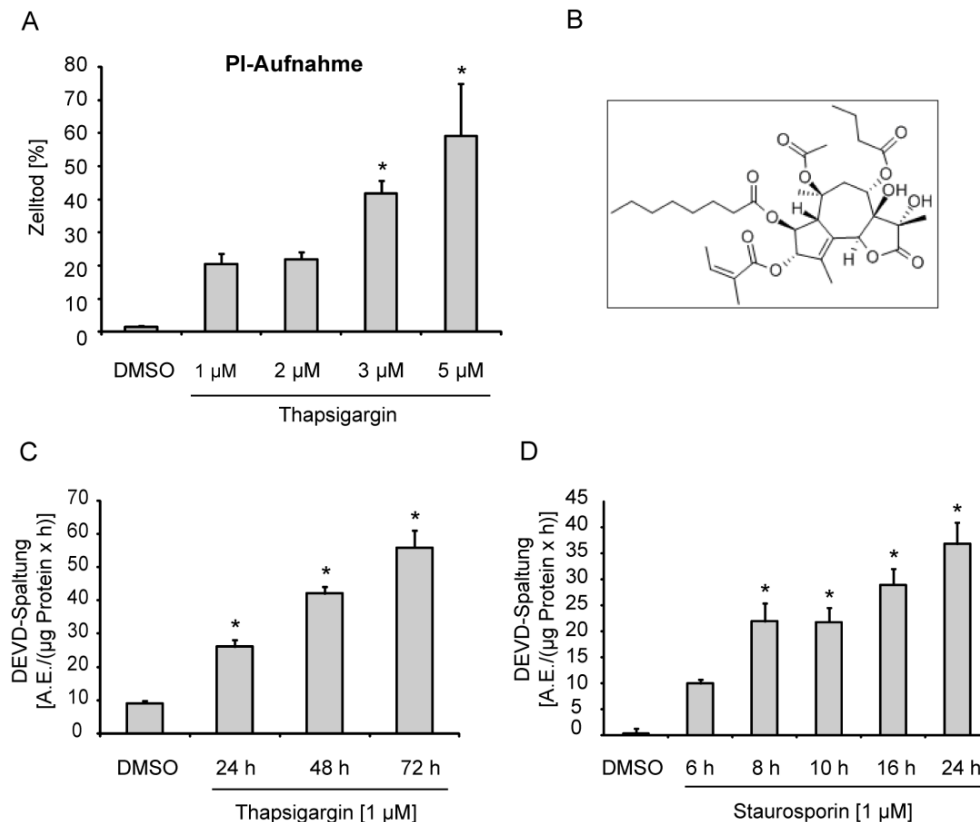 A
PI-Aufnahme
Zelltod [%]
80
70
60
50
40
30
20
10
0
*
*
DMSO
1 µM
2 µM
3 µM
5 µM
Thapsigargin
B
O
O
O
O
O
O
O
O
O
O
OH
OH
H
H
C
DEVD-Spaltung
[A.E./(µg Protein x h)]
70
60
50
40
30
20
10
0
*
*
*
DMSO
24 h
48 h
72 h
Thapsigargin [1 µM]
D
DEVD-Spaltung
[A.E./(µg Protein x h)]
45
40
35
30
25
20
15
10
5
0
*
*
*
*
DMSO
6 h
8 h
10 h
16 h
24 h
Staurosporin [1 µM]